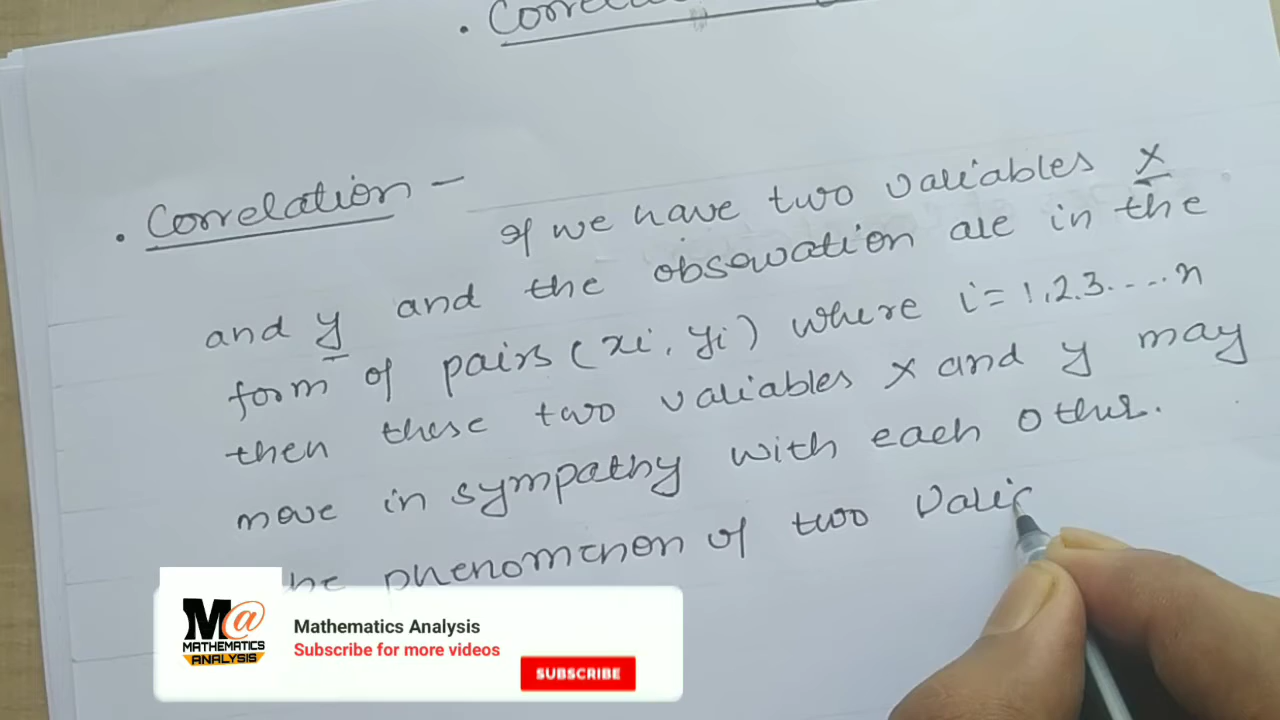 . Correlation -
if we have two variables x
and y and the observation are in the
form of pairs (xi, yi) where i = 1,2,3....n
then these two variables x and y may
move in sympathy with each other.
phenomenon of two
M@
MATHEMATICS
ANALYSIS
Mathematics Analysis
Subscribe for more videos
SUBSCRIBE